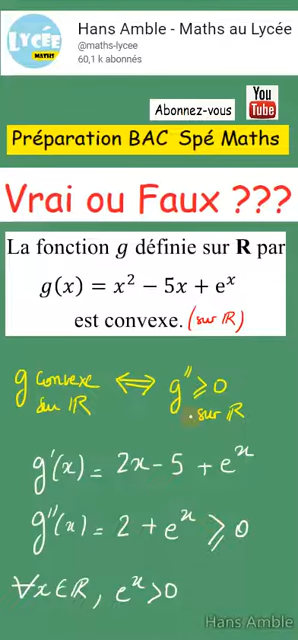 LYCÉE
MATHS
Hans Amble - Maths au Lycée
@maths-lycee
60,1 k abonnés
Abonnez-vous
You
Tube
Préparation BAC Spé Maths
Vrai ou Faux ???
La fonction g définie sur R par
g(x) = x² − 5x + eˣ
est convexe. (sur ℝ)
g convexe sur ℝ ⟺ g'' ⩾ 0 sur ℝ
g'(x) = 2x - 5 + eˣ
g''(x) = 2 + eˣ ⩾ 0
∀x∈ℝ, eˣ > 0
Hans Amble